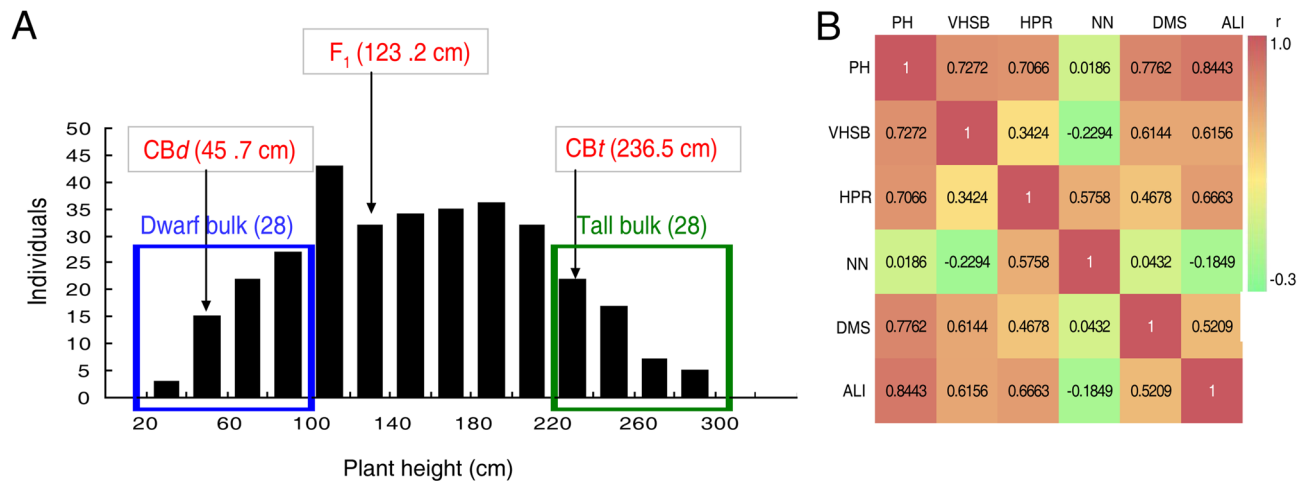 A
F1 (123 .2 cm)
CBd (45 .7 cm)
CBt (236.5 cm)
Dwarf bulk (28)
Tall bulk (28)
Individuals
50
45
40
35
30
25
20
15
10
5
0
20 60 100 140 180 220 260 300
Plant height (cm)
B
PH VHSB HPR NN DMS ALI r
PH 1 0.7272 0.7066 0.0186 0.7762 0.8443
VHSB 0.7272 1 0.3424 -0.2294 0.6144 0.6156
HPR 0.7066 0.3424 1 0.5758 0.4678 0.6663
NN 0.0186 -0.2294 0.5758 1 0.0432 -0.1849
DMS 0.7762 0.6144 0.4678 0.0432 1 0.5209
ALI 0.8443 0.6156 0.6663 -0.1849 0.5209 1
1.0
-0.3